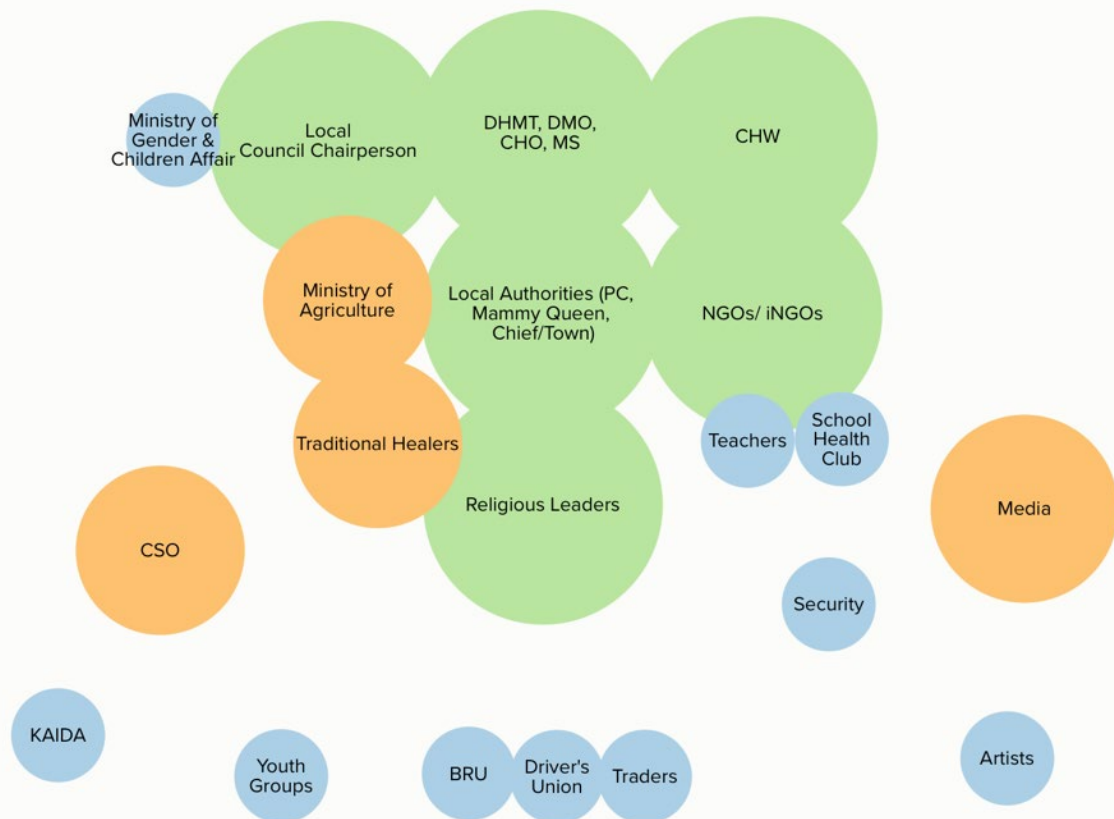 Ministry of
Gender &
Children Affair
Local
Council Chairperson
DHMT, DMO,
CHO, MS
CHW
Ministry of
Agriculture
Local Authorities (PC,
Mammy Queen,
Chief/Town)
NGOs/ iNGOs
Traditional Healers
Teachers
School
Health
Club
Religious Leaders
Media
CSO
Security
KAIDA
Youth
Groups
BRU
Driver's
Union
Traders
Artists